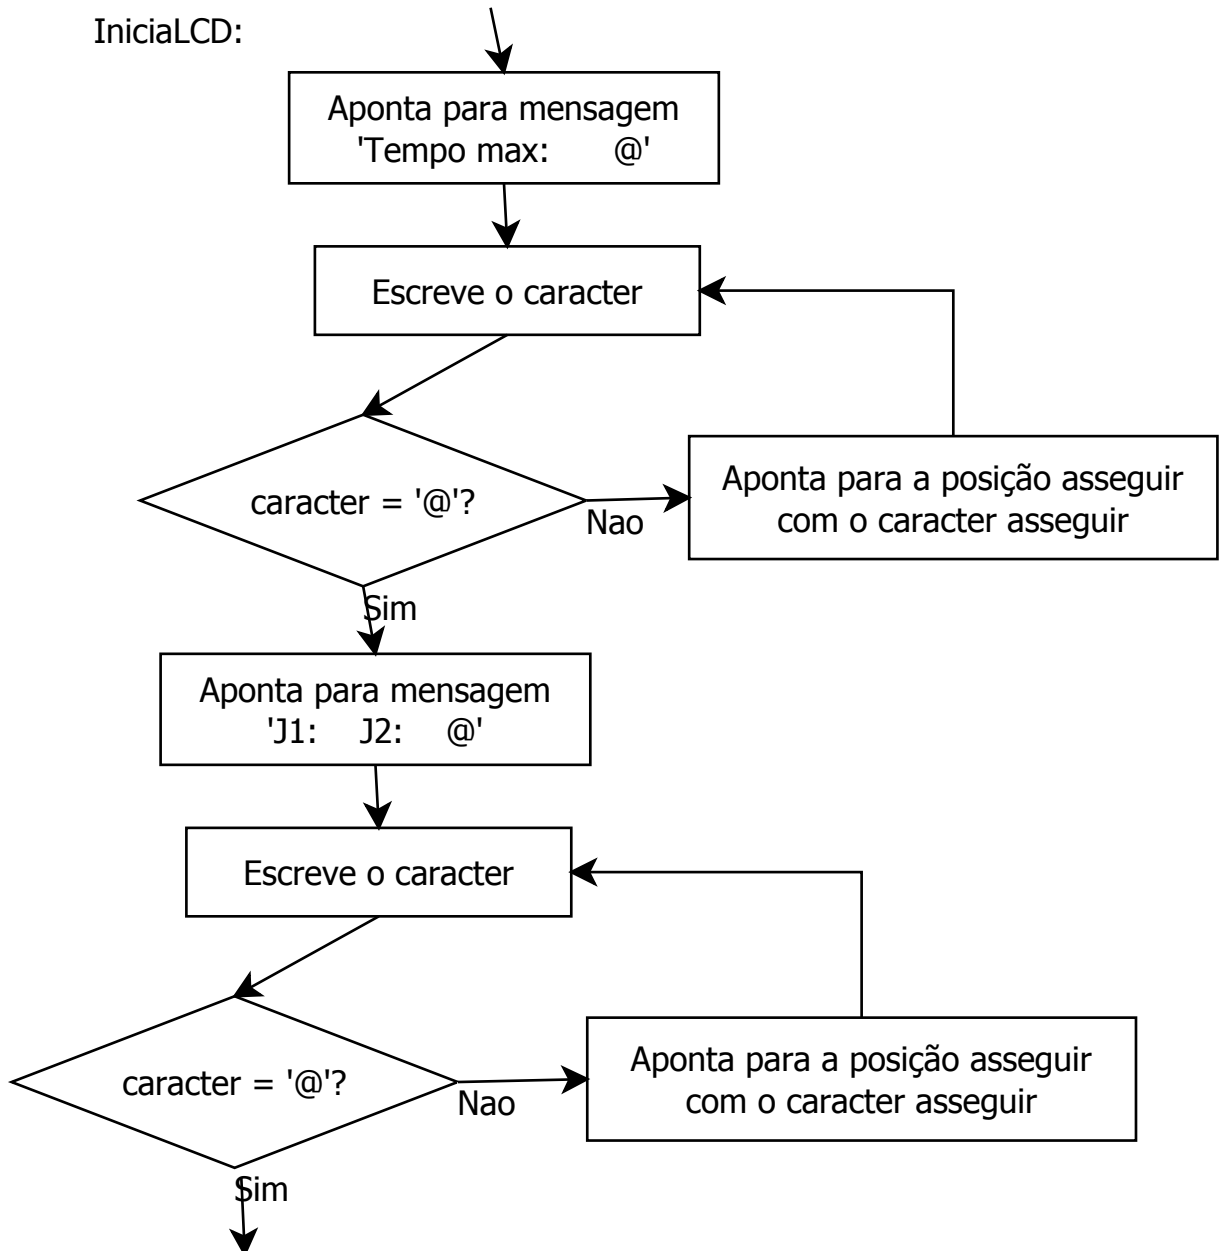 IniciaLCD:
Aponta para mensagem
'Tempo max:      @'
Escreve o caracter
caracter = '@'?
Nao
Aponta para a posição asseguir
com o caracter asseguir
Sim
Aponta para mensagem
'J1:    J2:    @'
Escreve o caracter
caracter = '@'?
Nao
Aponta para a posição asseguir
com o caracter asseguir
Sim